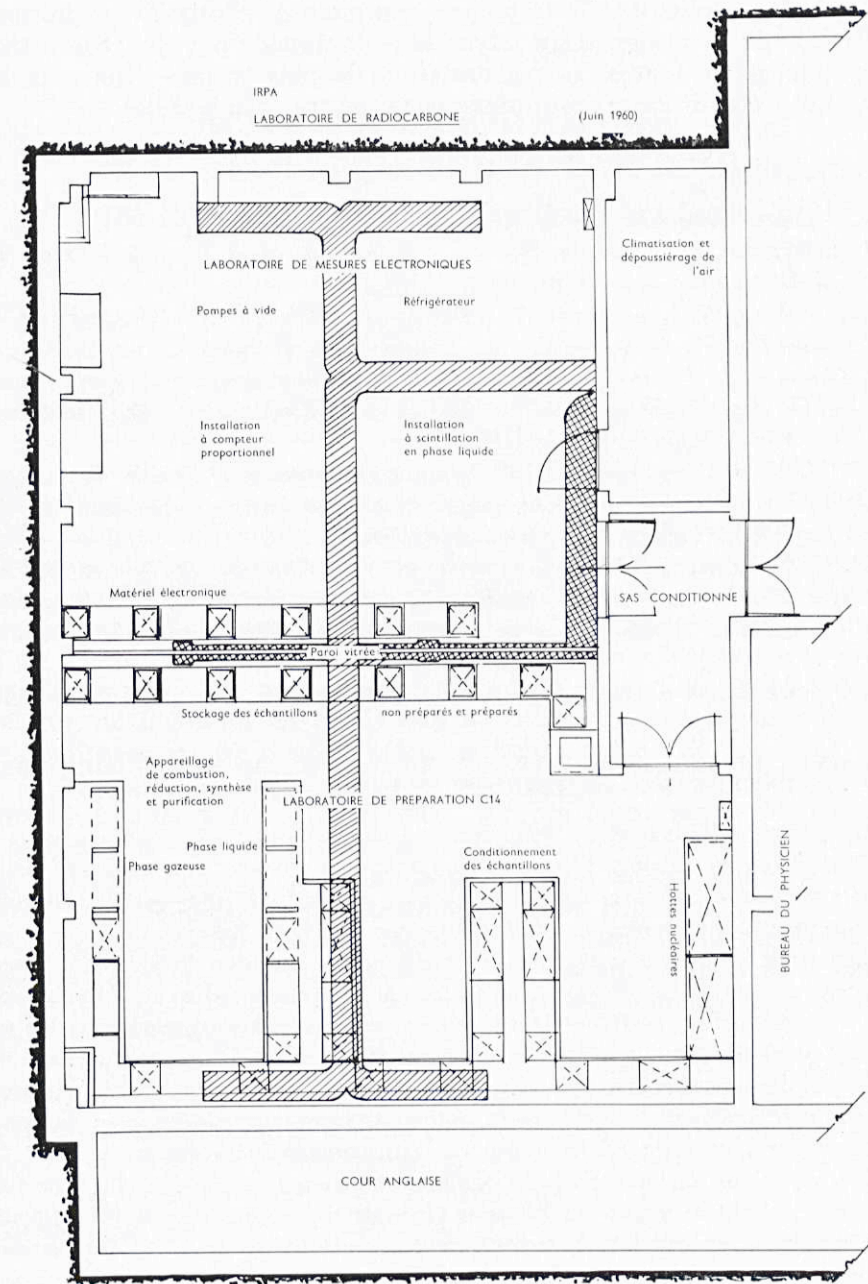 IRPA
LABORATOIRE DE RADIOCARBONE (Juin 1960)
Climatisation et
dépoussiérage de
l'air
LABORATOIRE DE MESURES ELECTRONIQUES
Pompes à vide
Réfrigérateur
Installation
à compteur
proportionnel
Installation
à scintillation
en phase liquide
Matériel électronique
SAS CONDITIONNE
Paroi vitrée
Stockage des échantillons non préparés et préparés
Appareillage
de combustion,
réduction, synthèse
et purification
LABORATOIRE DE PREPARATION C14
Phase liquide
Phase gazeuse
Conditionnement
des échantillons
Hottes nucléaires
BUREAU DU PHYSICIEN
COUR ANGLAISE